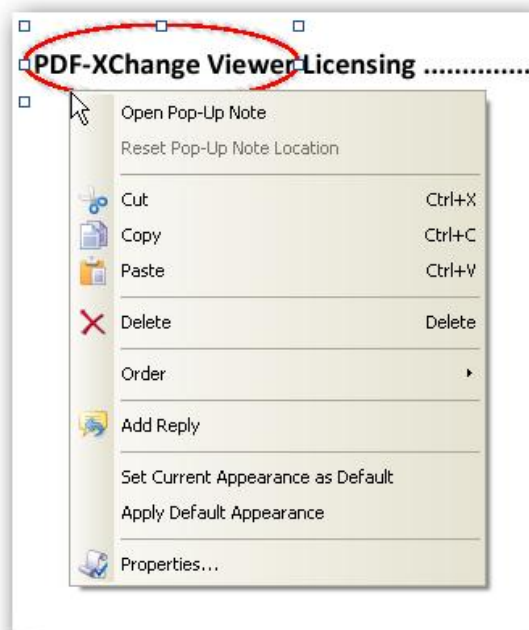 PDF-XChange Viewer Licensing ...............
Open Pop-Up Note
Reset Pop-Up Note Location
Cut Ctrl+X
Copy Ctrl+C
Paste Ctrl+V
Delete Delete
Order
Add Reply
Set Current Appearance as Default
Apply Default Appearance
Properties...